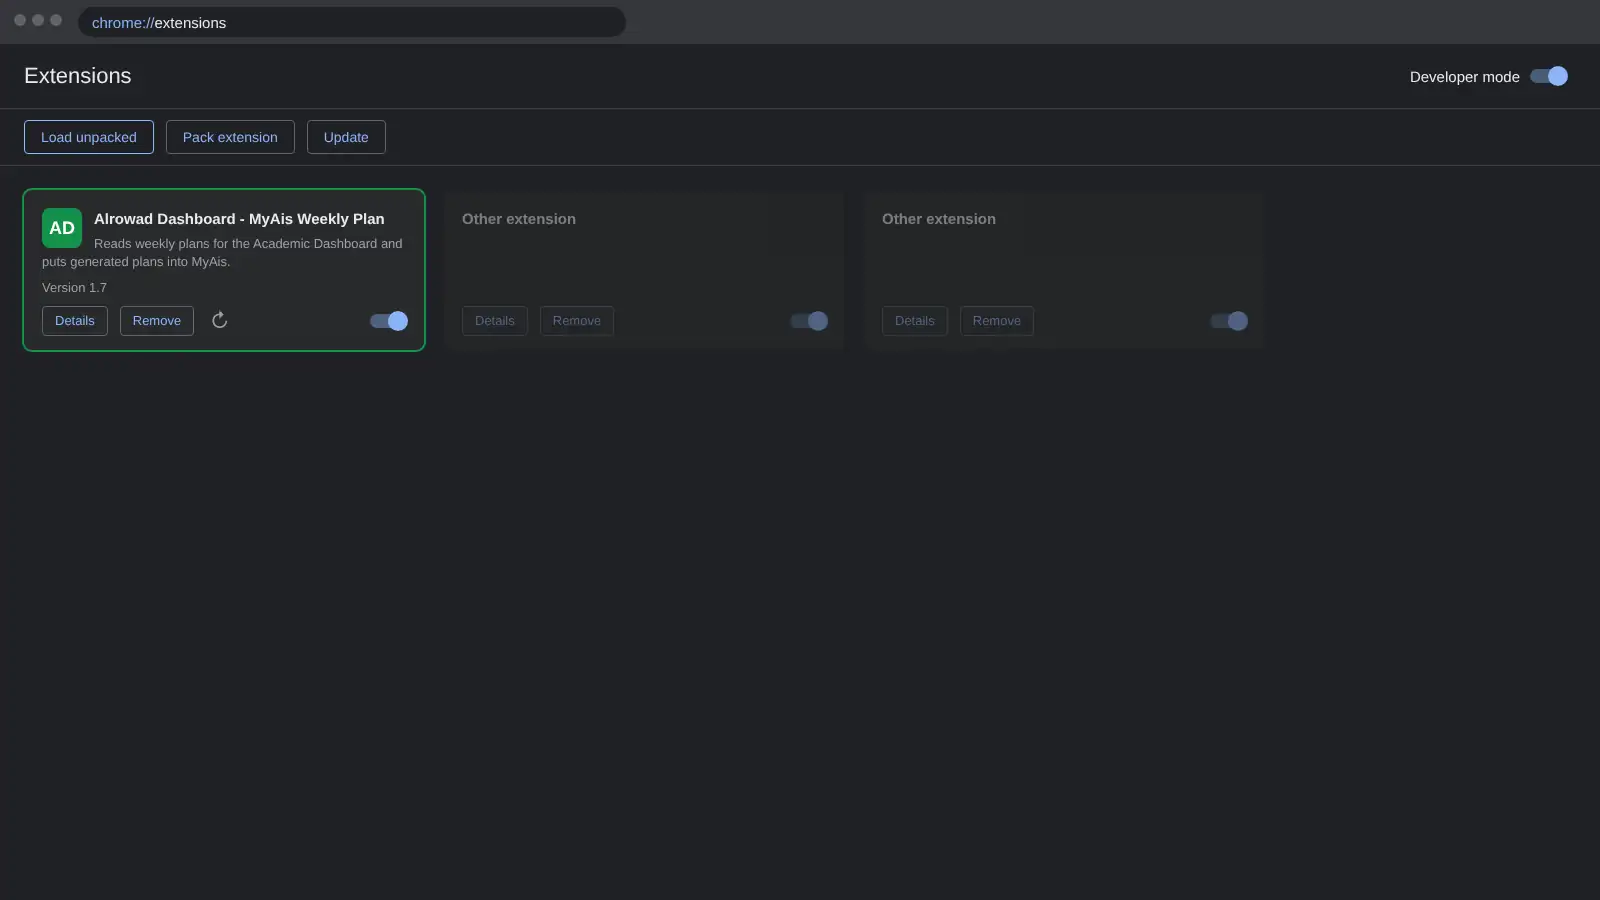 chrome://extensions
Extensions
Developer mode
Load unpacked
Pack extension
Update
AD
Alrowad Dashboard - MyAis Weekly Plan
Reads weekly plans for the Academic Dashboard and
puts generated plans into MyAis.
Version 1.7
Details
Remove
Other extension
Details
Remove
Other extension
Details
Remove